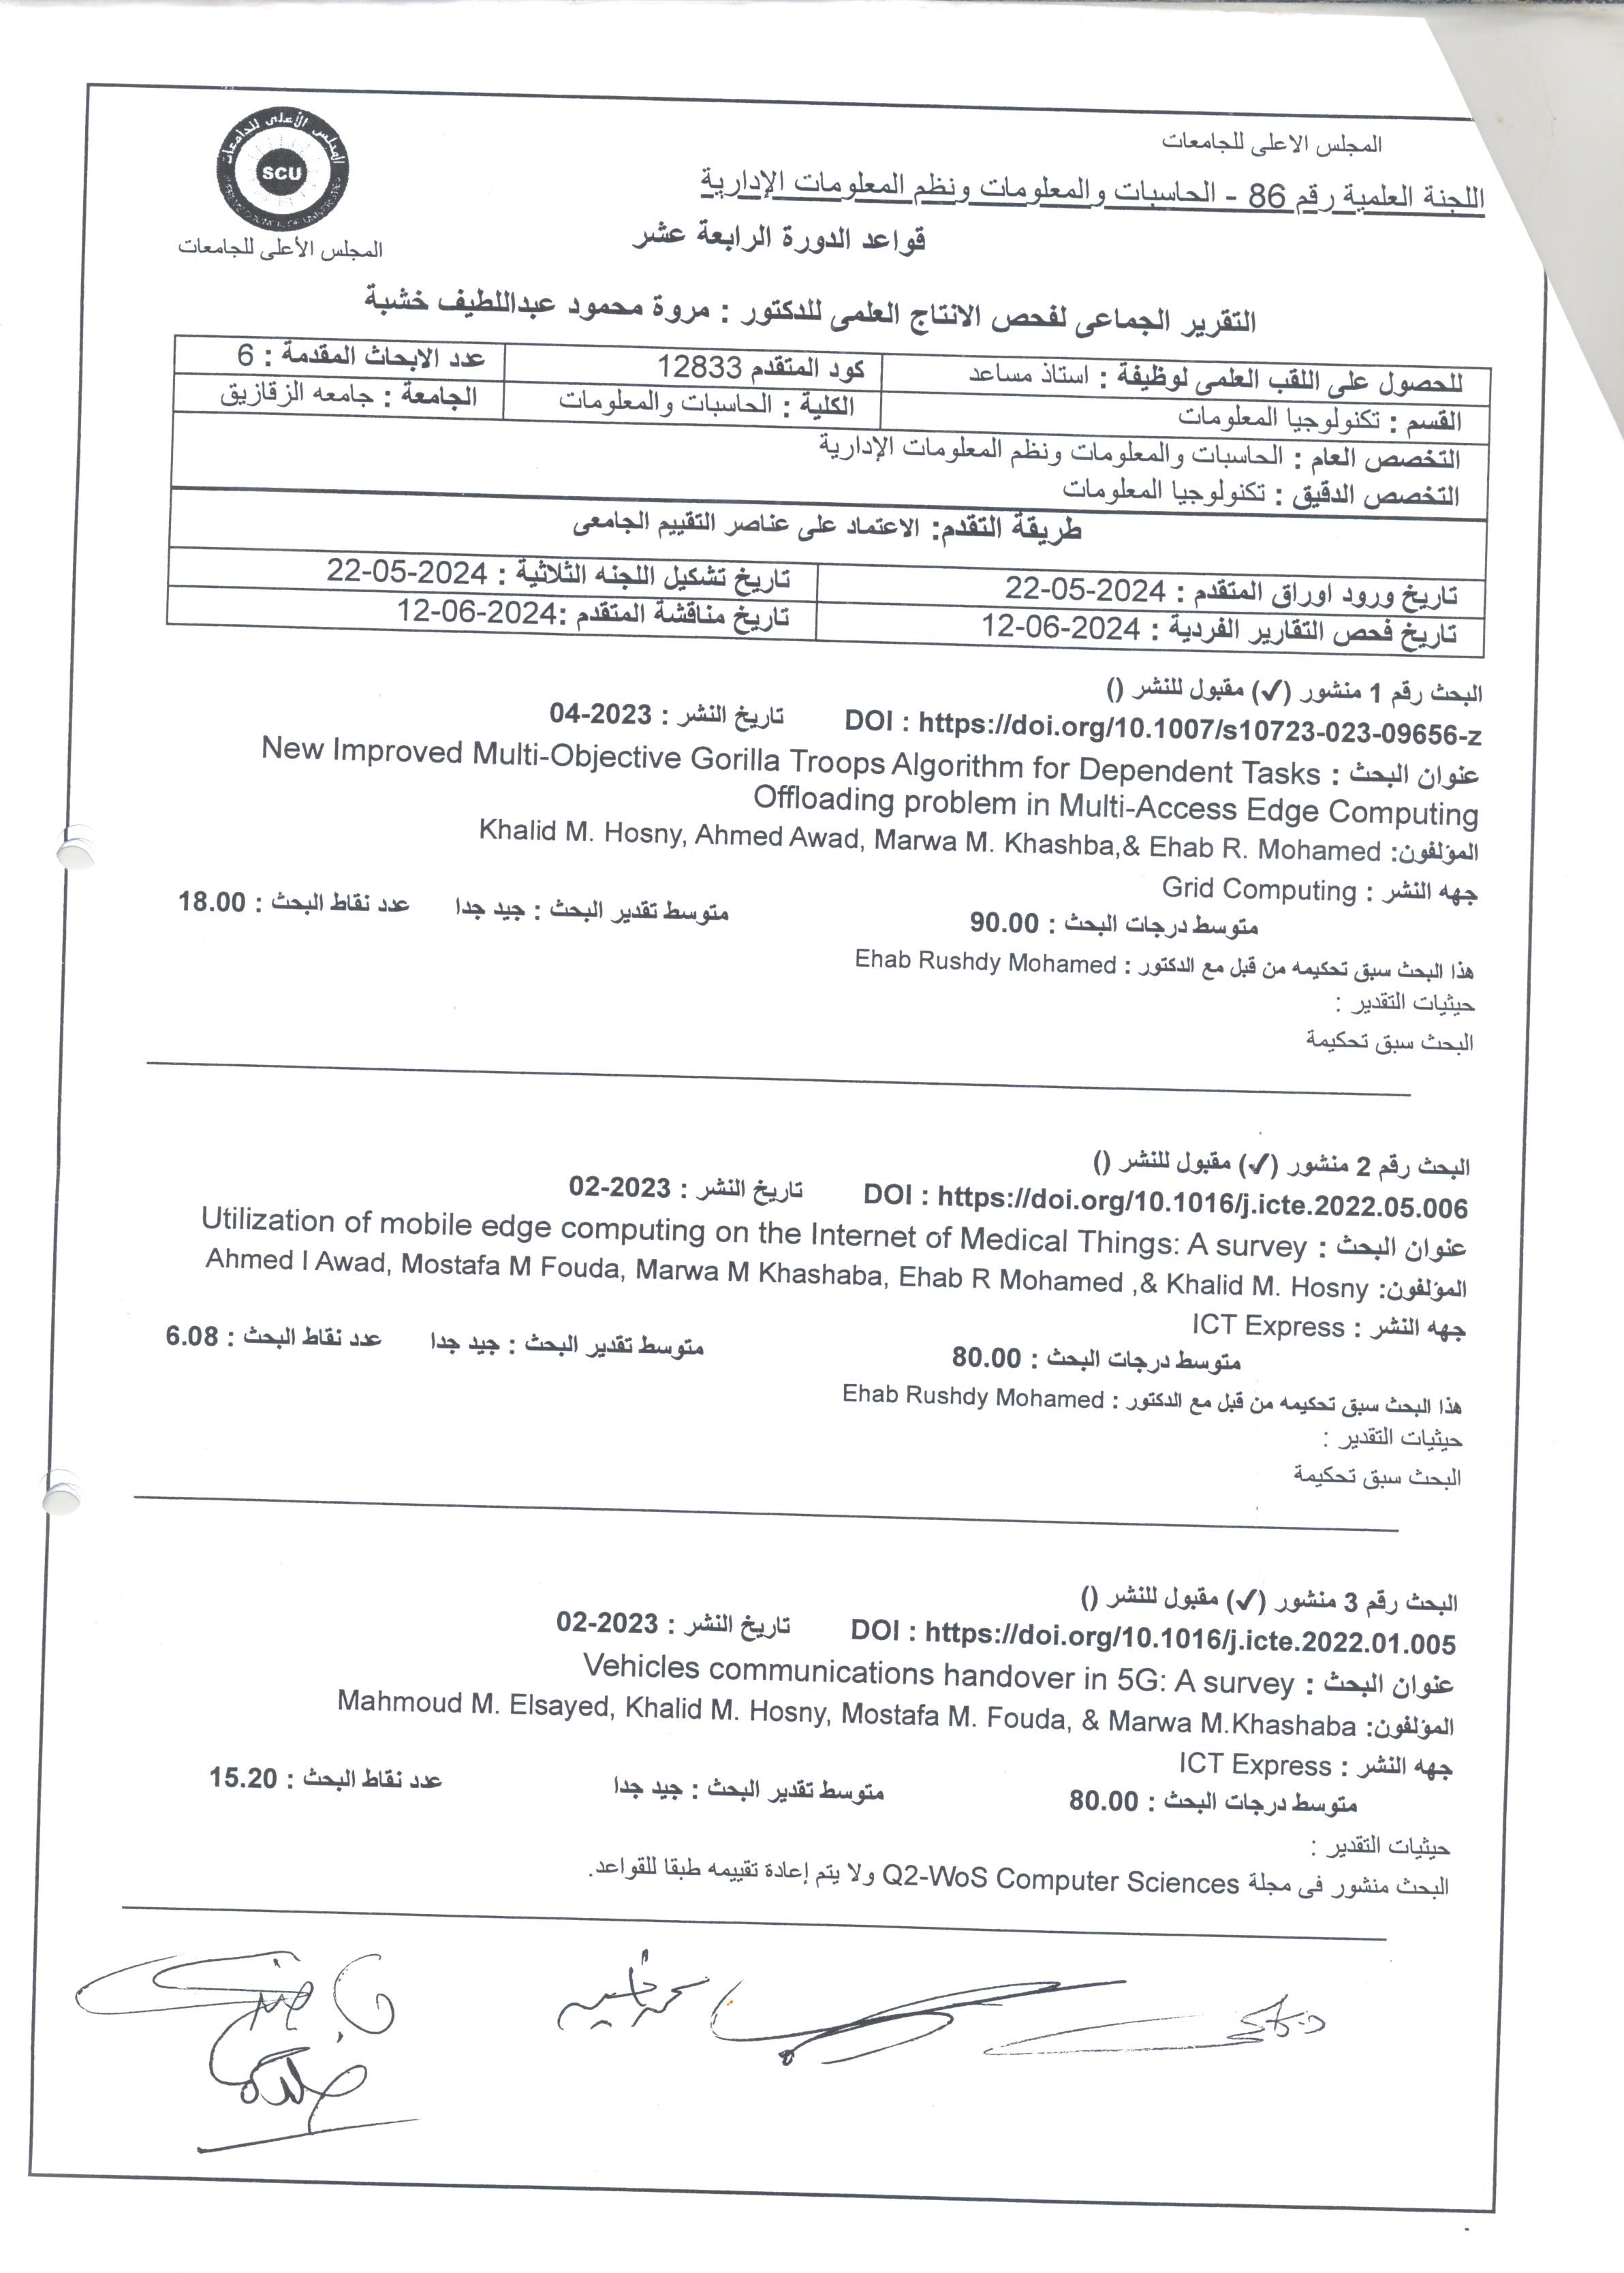 المجلس الاعلى للجامعات
اللجنة العلمية رقم 86 - الحاسبات والمعلومات ونظم المعلومات الإدارية
قواعد الدورة الرابعة عشر
المجلس الأعلى للجامعات
SCU
المجلس الأعلى للجامعات
التقرير الجماعى لفحص الانتاج العلمى للدكتور : مروة محمود عبداللطيف خشبة
للحصول على اللقب العلمى لوظيفة : استاذ مساعد كود المتقدم 12833 عدد الابحاث المقدمة : 6
القسم : تكنولوجيا المعلومات الكلية : الحاسبات والمعلومات الجامعة : جامعه الزقازيق
التخصص العام : الحاسبات والمعلومات ونظم المعلومات الإدارية
التخصص الدقيق : تكنولوجيا المعلومات
طريقة التقدم: الاعتماد على عناصر التقييم الجامعى
تاريخ ورود اوراق المتقدم : 22-05-2024 تاريخ تشكيل اللجنه الثلاثية : 22-05-2024
تاريخ فحص التقارير الفردية : 12-06-2024 تاريخ مناقشة المتقدم :12-06-2024
البحث رقم 1 منشور (✓) مقبول للنشر ()
DOI : https://doi.org/10.1007/s10723-023-09656-z تاريخ النشر : 04-2023
عنوان البحث : New Improved Multi-Objective Gorilla Troops Algorithm for Dependent Tasks
Offloading problem in Multi-Access Edge Computing
المؤلفون: Khalid M. Hosny, Ahmed Awad, Marwa M. Khashba,& Ehab R. Mohamed
جهه النشر : Grid Computing
متوسط درجات البحث : 90.00 متوسط تقدير البحث : جيد جدا عدد نقاط البحث : 18.00
هذا البحث سبق تحكيمه من قبل مع الدكتور : Ehab Rushdy Mohamed
حيثيات التقدير :
البحث سبق تحكيمة
البحث رقم 2 منشور (✓) مقبول للنشر ()
DOI : https://doi.org/10.1016/j.icte.2022.05.006 تاريخ النشر : 02-2023
عنوان البحث : Utilization of mobile edge computing on the Internet of Medical Things: A survey
المؤلفون: Ahmed I Awad, Mostafa M Fouda, Marwa M Khashaba, Ehab R Mohamed ,& Khalid M. Hosny
جهه النشر : ICT Express
متوسط درجات البحث : 80.00 متوسط تقدير البحث : جيد جدا عدد نقاط البحث : 6.08
هذا البحث سبق تحكيمه من قبل مع الدكتور : Ehab Rushdy Mohamed
حيثيات التقدير :
البحث سبق تحكيمة
البحث رقم 3 منشور (✓) مقبول للنشر ()
DOI : https://doi.org/10.1016/j.icte.2022.01.005 تاريخ النشر : 02-2023
عنوان البحث : Vehicles communications handover in 5G: A survey
المؤلفون: Mahmoud M. Elsayed, Khalid M. Hosny, Mostafa M. Fouda, & Marwa M.Khashaba
جهه النشر : ICT Express
متوسط درجات البحث : 80.00 متوسط تقدير البحث : جيد جدا عدد نقاط البحث : 15.20
حيثيات التقدير :
البحث منشور فى مجلة Q2-WoS Computer Sciences ولا يتم إعادة تقييمه طبقا للقواعد.